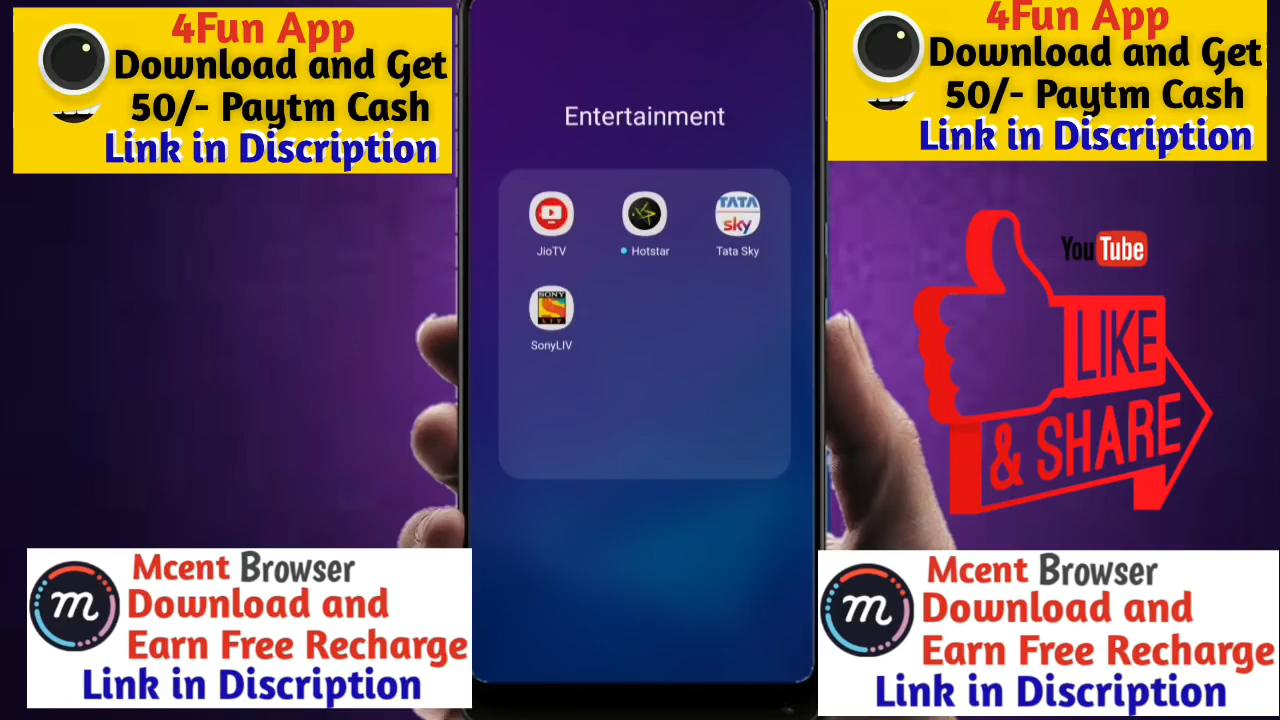 4Fun App
Download and Get
50/- Paytm Cash
Link in Discription
4Fun App
Download and Get
50/- Paytm Cash
Link in Discription
Entertainment
TATA
sky
JioTV
Hotstar
Tata Sky
SONY
LIV
SonyLIV
YouTube
LIKE
& SHARE
m
Mcent Browser
Download and
Earn Free Recharge
Link in Discription
m
Mcent Browser
Download and
Earn Free Recharge
Link in Discription